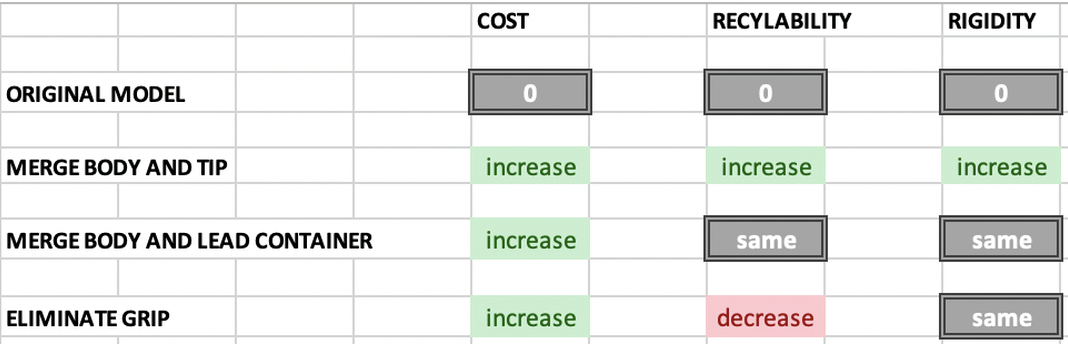 COST RECYLABILITY RIGIDITY
ORIGINAL MODEL 0 0 0
MERGE BODY AND TIP increase increase increase
MERGE BODY AND LEAD CONTAINER increase same same
ELIMINATE GRIP increase decrease same